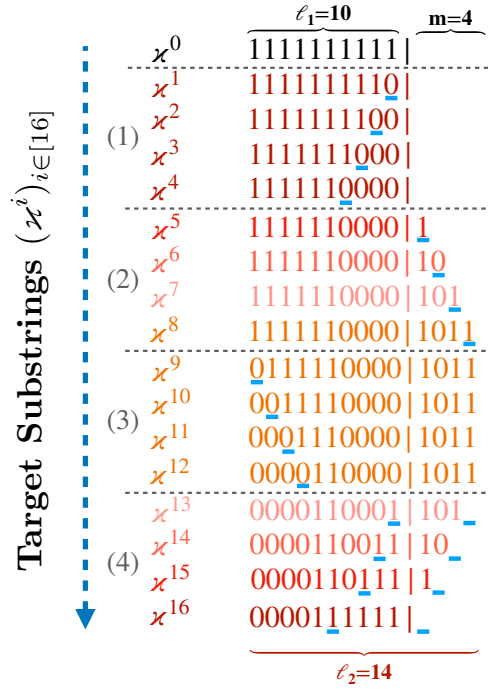 ℓ₁=10 m=4
ϰ⁰ 1111111111 |
ϰ¹ 1111111110 |
ϰ² 1111111100 |
(1)
ϰ³ 1111111000 |
ϰ⁴ 1111110000 |
ϰ⁵ 1111110000 | 1
ϰ⁶ 1111110000 | 10
(2)
ϰ⁷ 1111110000 | 101
ϰ⁸ 1111110000 | 1011
ϰ⁹ 0111110000 | 1011
ϰ¹⁰ 0011110000 | 1011
(3)
ϰ¹¹ 0001110000 | 1011
ϰ¹² 0000110000 | 1011
ϰ¹³ 0000110001 | 101
ϰ¹⁴ 0000110011 | 10
(4)
ϰ¹⁵ 0000110111 | 1
ϰ¹⁶ 0000111111 |
ℓ₂=14
Target Substrings (ϰⁱ)_{i∈[16]}